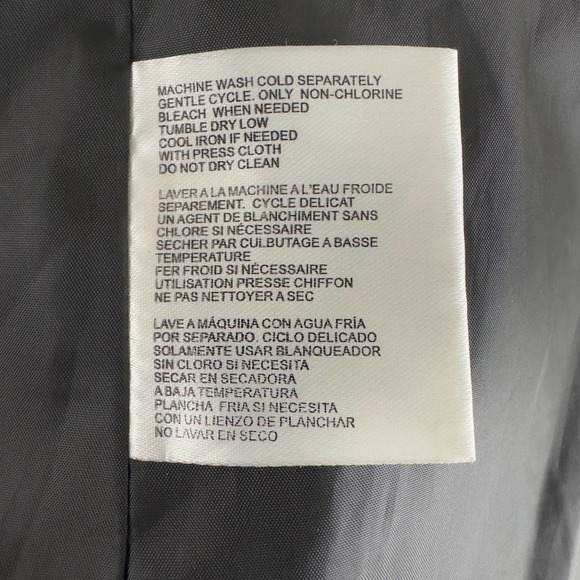 MACHINE WASH COLD SEPARATELY
GENTLE CYCLE. ONLY NON-CHLORINE
BLEACH WHEN NEEDED
TUMBLE DRY LOW
COOL IRON IF NEEDED
WITH PRESS CLOTH
DO NOT DRY CLEAN
LAVER A LA MACHINE A L'EAU FROIDE
SEPAREMENT. CYCLE DELICAT
UN AGENT DE BLANCHIMENT SANS
CHLORE SI NÉCESSAIRE
SECHER PAR CULBUTAGE A BASSE
TEMPERATURE
FER FROID SI NÉCESSAIRE
UTILISATION PRESSE CHIFFON
NE PAS NETTOYER A SEC
LAVE A MÁQUINA CON AGUA FRÍA
POR SEPARADO. CICLO DELICADO
SOLAMENTE USAR BLANQUEADOR
SIN CLORO SI NECESITA
SECAR EN SECADORA
A BAJA TEMPERATURA
PLANCHA FRIA SI NECESITA
CON UN LIENZO DE PLANCHAR
NO LAVAR EN SECO